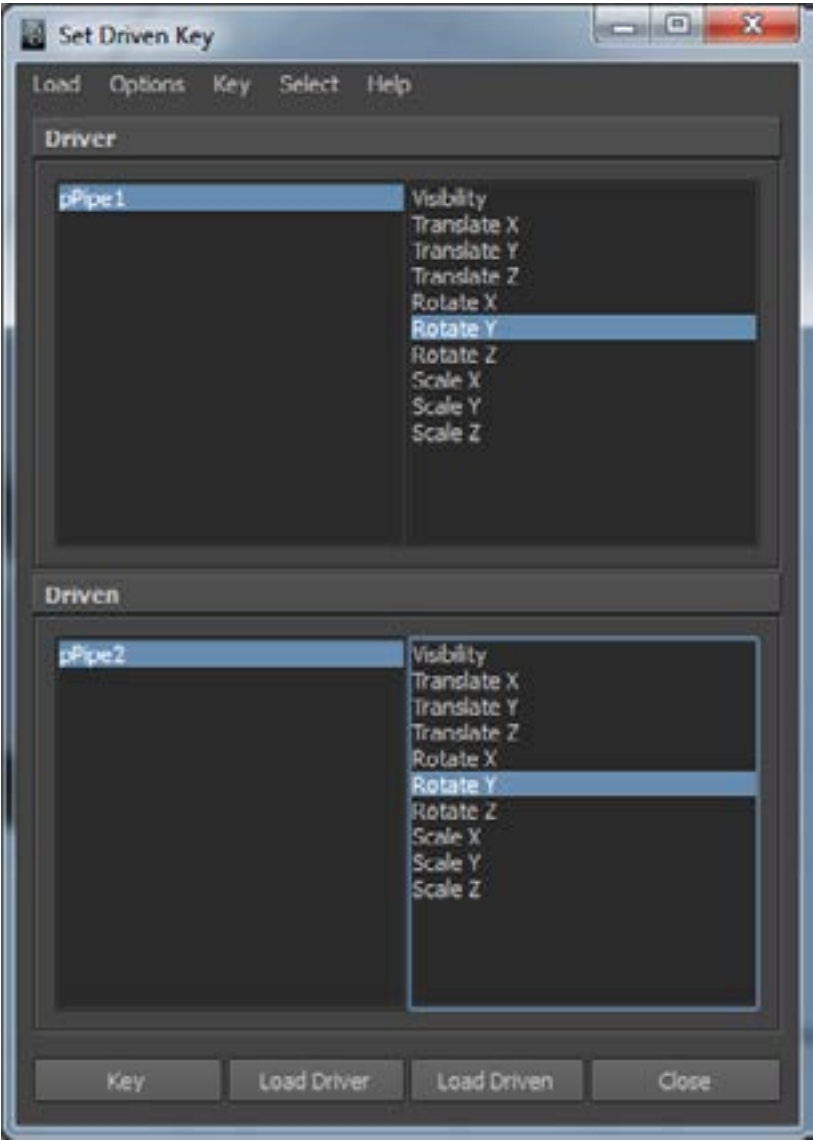 Set Driven Key
Load Options Key Select Help
Driver
pPipe1
Visibility
Translate X
Translate Y
Translate Z
Rotate X
Rotate Y
Rotate Z
Scale X
Scale Y
Scale Z
Driven
pPipe2
Visibility
Translate X
Translate Y
Translate Z
Rotate X
Rotate Y
Rotate Z
Scale X
Scale Y
Scale Z
Key Load Driver Load Driven Close